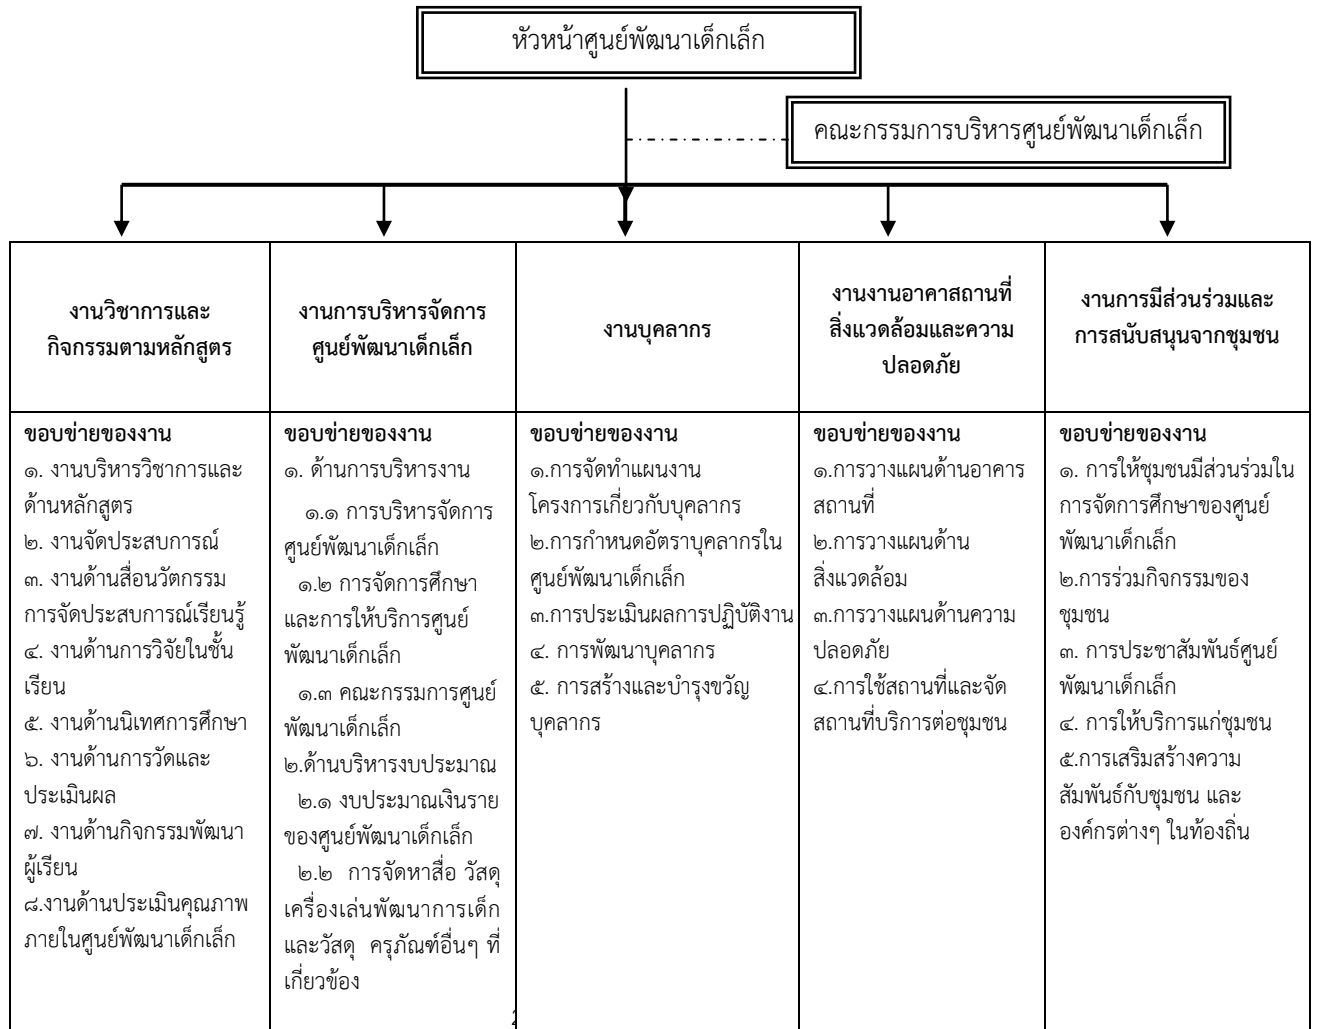 หัวหน้าศูนย์พัฒนาเด็กเล็ก
คณะกรรมการบริหารศูนย์พัฒนาเด็กเล็ก
งานวิชาการและ
กิจกรรมตามหลักสูตร
งานการบริหารจัดการ
ศูนย์พัฒนาเด็กเล็ก
งานบุคลากร
งานงานอาคาสถานที่
สิ่งแวดล้อมและความ
ปลอดภัย
งานการมีส่วนร่วมและ
การสนับสนุนจากชุมชน
ขอบข่ายของงาน
๑. งานบริหารวิชาการและ
ด้านหลักสูตร
๒. งานจัดประสบการณ์
๓. งานด้านสื่อนวัตกรรม
การจัดประสบการณ์เรียนรู้
๔. งานด้านการวิจัยในชั้น
เรียน
๕. งานด้านนิเทศการศึกษา
๖. งานด้านการวัดและ
ประเมินผล
๗. งานด้านกิจกรรมพัฒนา
ผู้เรียน
๘.งานด้านประเมินคุณภาพ
ภายในศูนย์พัฒนาเด็กเล็ก
ขอบข่ายของงาน
๑. ด้านการบริหารงาน
๑.๑ การบริหารจัดการ
ศูนย์พัฒนาเด็กเล็ก
๑.๒ การจัดการศึกษา
และการให้บริการศูนย์
พัฒนาเด็กเล็ก
๑.๓ คณะกรรมการศูนย์
พัฒนาเด็กเล็ก
๒.ด้านบริหารงบประมาณ
๒.๑ งบประมาณเงินราย
ของศูนย์พัฒนาเด็กเล็ก
๒.๒ การจัดหาสื่อ วัสดุ
เครื่องเล่นพัฒนาการเด็ก
และวัสดุ ครุภัณฑ์อื่นๆ ที่
เกี่ยวข้อง
ขอบข่ายของงาน
๑.การจัดทำแผนงาน
โครงการเกี่ยวกับบุคลากร
๒.การกำหนดอัตราบุคลากรใน
ศูนย์พัฒนาเด็กเล็ก
๓.การประเมินผลการปฏิบัติงาน
๔. การพัฒนาบุคลากร
๕. การสร้างและบำรุงขวัญ
บุคลากร
ขอบข่ายของงาน
๑.การวางแผนด้านอาคาร
สถานที่
๒.การวางแผนด้าน
สิ่งแวดล้อม
๓.การวางแผนด้านความ
ปลอดภัย
๔.การใช้สถานที่และจัด
สถานที่บริการต่อชุมชน
ขอบข่ายของงาน
๑. การให้ชุมชนมีส่วนร่วมใน
การจัดการศึกษาของศูนย์
พัฒนาเด็กเล็ก
๒.การร่วมกิจกรรมของ
ชุมชน
๓. การประชาสัมพันธ์ศูนย์
พัฒนาเด็กเล็ก
๔. การให้บริการแก่ชุมชน
๕.การเสริมสร้างความ
สัมพันธ์กับชุมชน และ
องค์กรต่างๆ ในท้องถิ่น